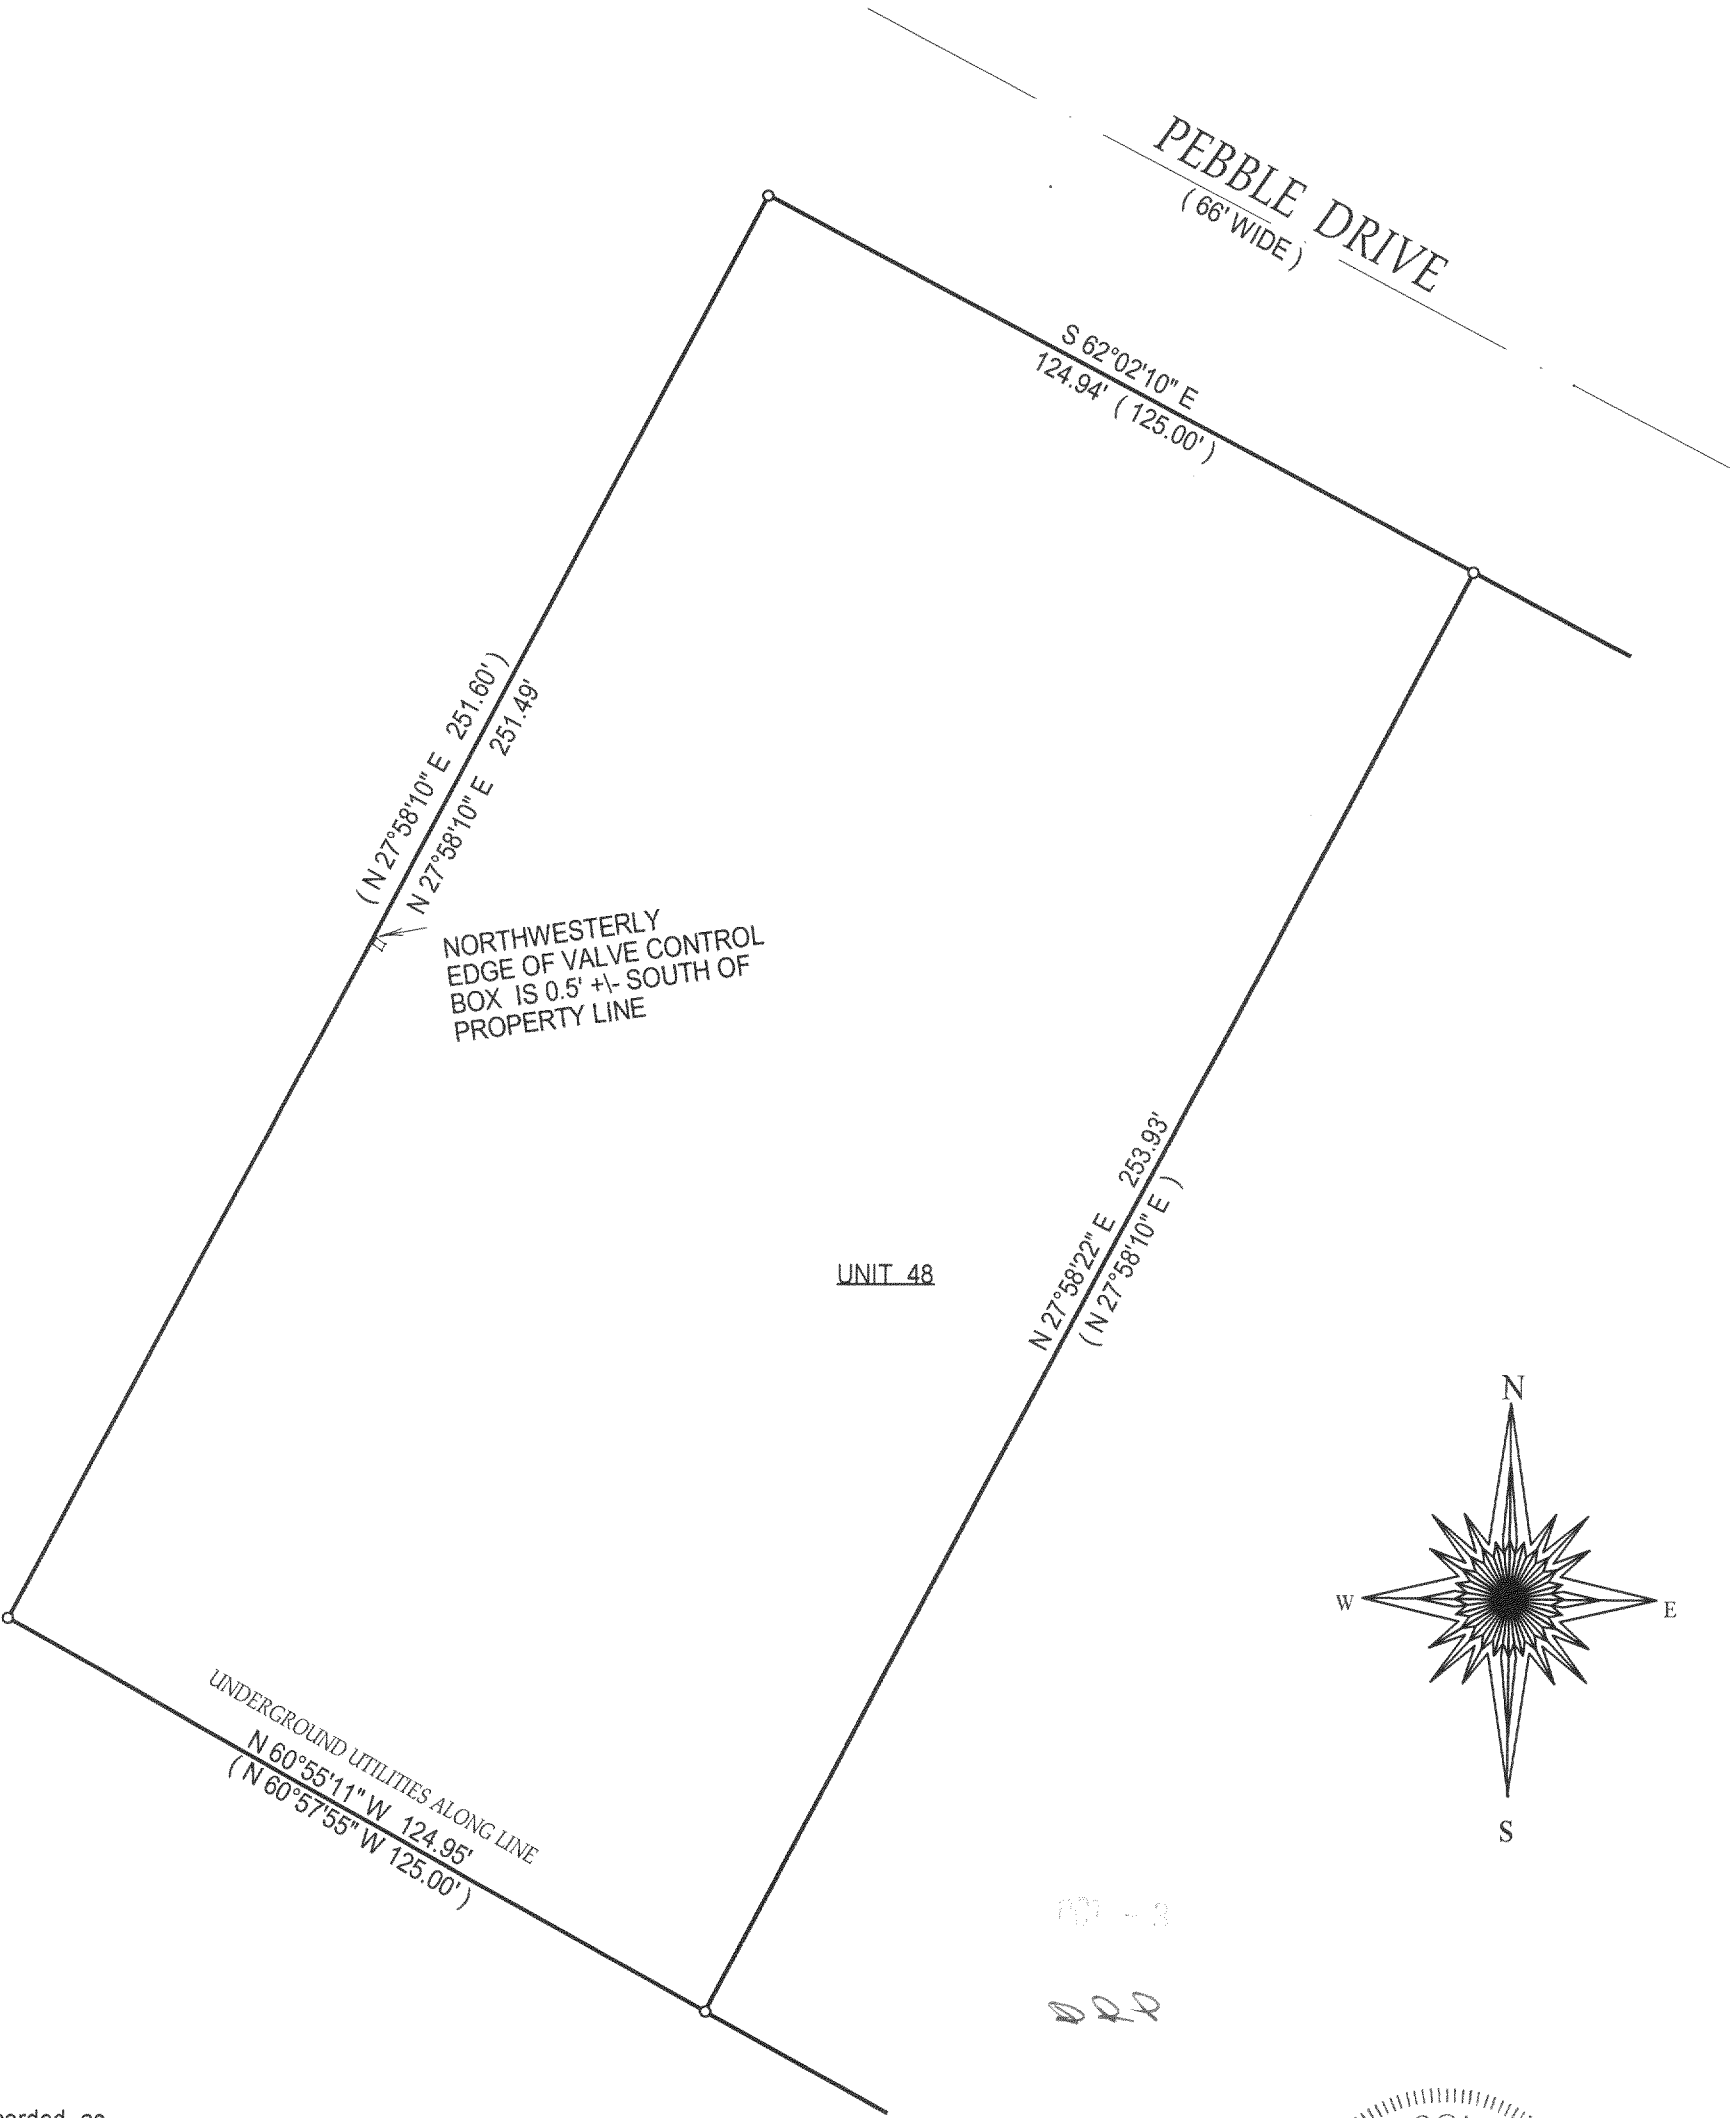 PEBBLE DRIVE
( 66' WIDE )
S 62°02'10" E
124.94' ( 125.00' )
( N 27°58'10" E 251.60' )
N 27°58'10" E 251.49'
NORTHWESTERLY
EDGE OF VALVE CONTROL
BOX IS 0.5' +\- SOUTH OF
PROPERTY LINE
N 27°58'22" E 253.93'
( N 27°58'10" E )
UNIT 48
N
W
E
S
UNDERGROUND UTILITIES ALONG LINE
N 60°55'11" W 124.95'
( N 60°57'55" W 125.00' )
- 3